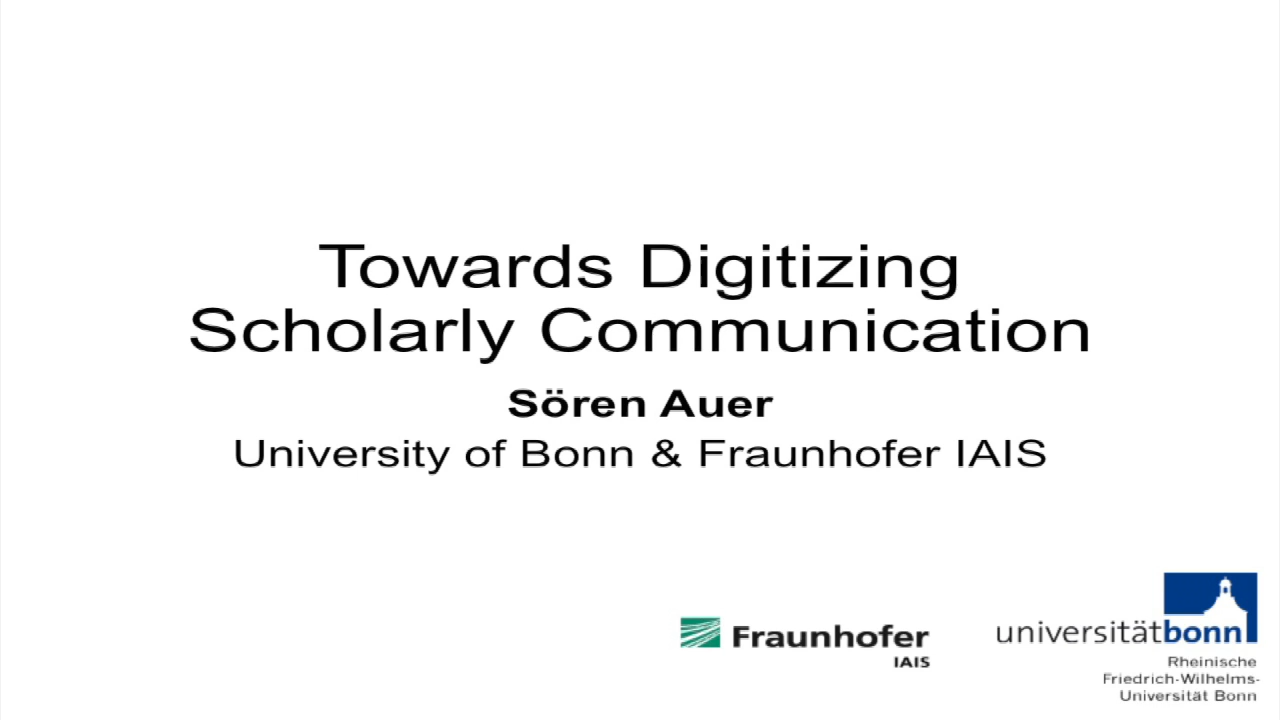 Towards Digitizing
Scholarly Communication
Sören Auer
University of Bonn & Fraunhofer IAIS
Fraunhofer
IAIS
universitätbonn
Rheinische
Friedrich-Wilhelms-
Universität Bonn